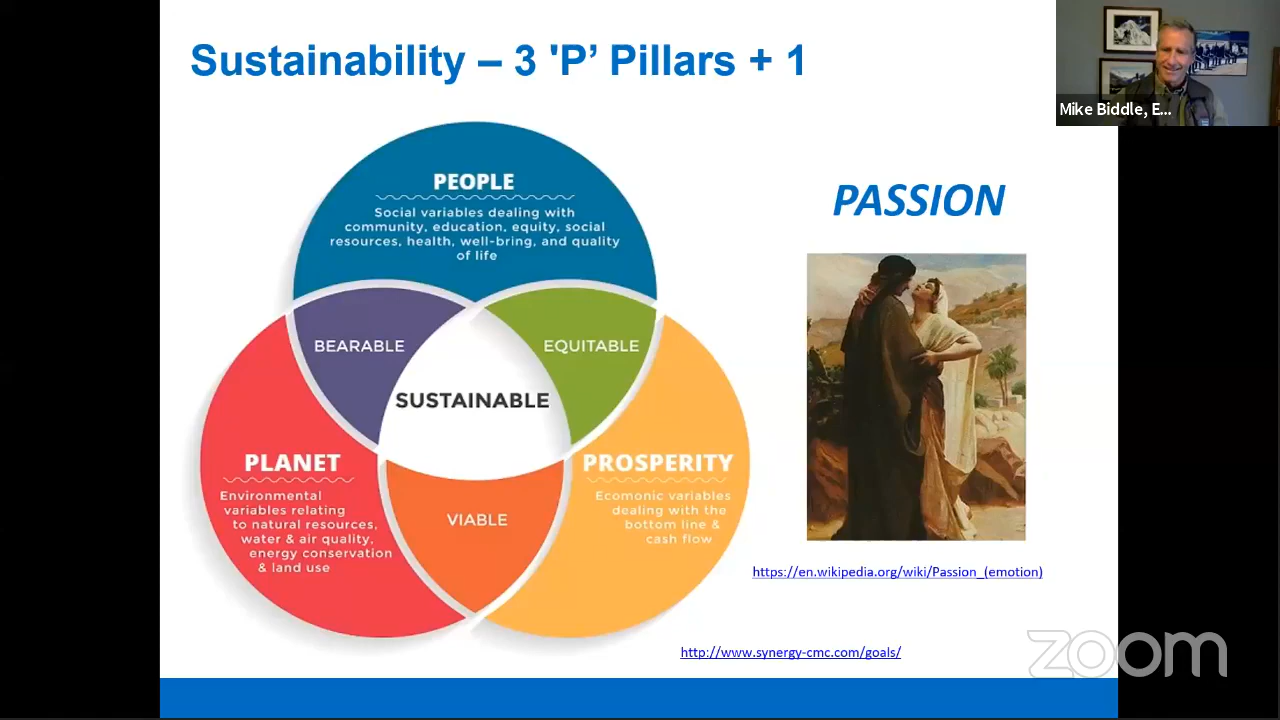 Sustainability – 3 'P’ Pillars + 1
Mike Biddle, E...
PEOPLE
Social variables dealing with
community, education, equity, social
resources, health, well-bring, and quality
of life
PASSION
BEARABLE
EQUITABLE
SUSTAINABLE
PLANET
Environmental
variables relating
to natural resources,
water & air quality,
energy conservation
& land use
PROSPERITY
Ecomonic variables
dealing with the
bottom line &
cash flow
VIABLE
https://en.wikipedia.org/wiki/Passion_(emotion)
http://www.synergy-cmc.com/goals/
zoom